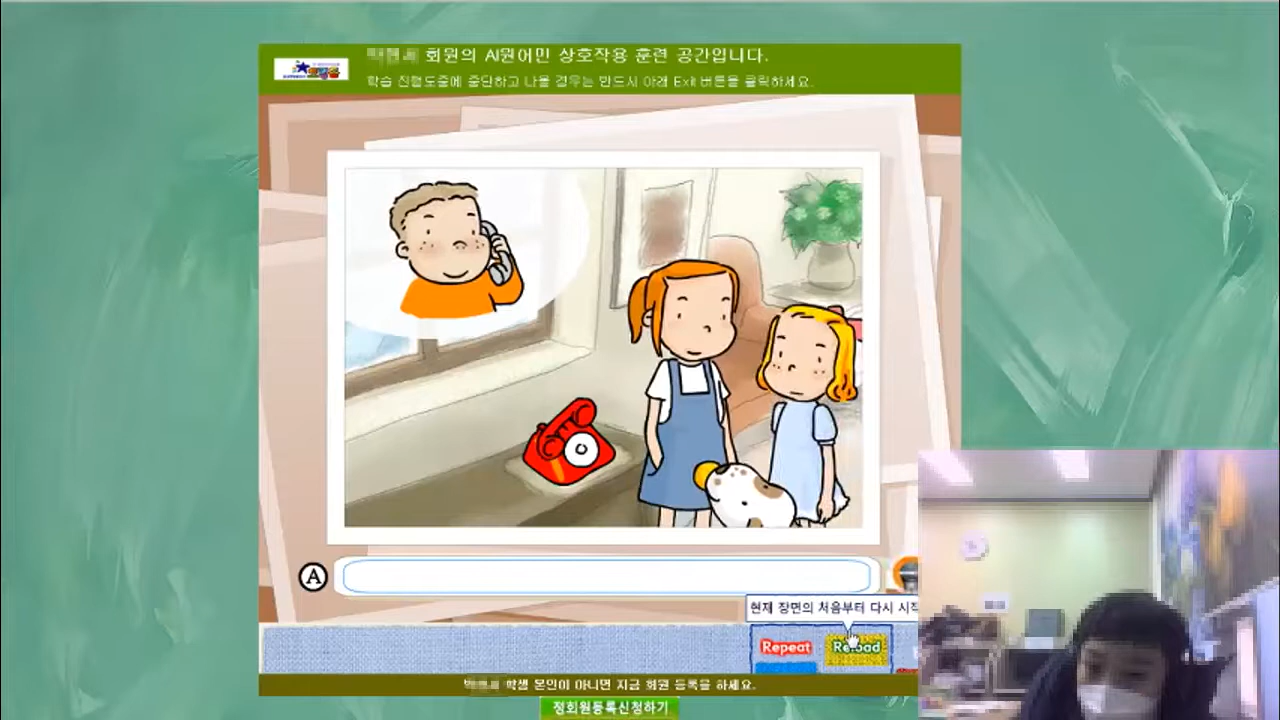 회원의 AI원어민 상호작용 훈련 공간입니다.
학습 진행도중에 중단하고 나올 경우는 반드시 아래 Exit 버튼을 클릭하세요.
A
현재 장면의 처음부터 다시 시작
Repeat
Reload
학생 본인이 아니면 지금 회원 등록을 하세요.
정회원등록신청하기